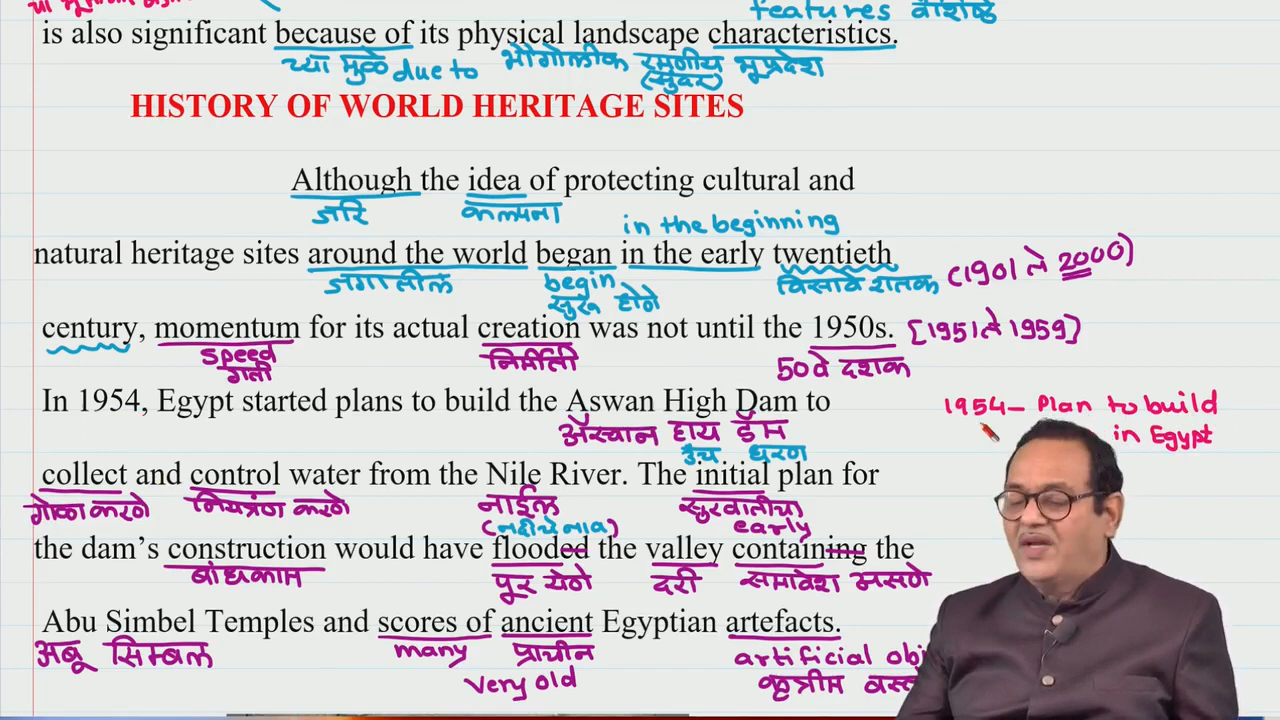 features वैशिष्टे
is also significant because of its physical landscape characteristics.
च्या मुळे due to भौगोलीक रमणीय भूप्रदेश
(सुंदर)
HISTORY OF WORLD HERITAGE SITES
Although the idea of protecting cultural and
जरि कल्पना in the beginning
natural heritage sites around the world began in the early twentieth (1901 ते 2000)
जगातील begin विसावे शतक
सुरू होणे
century, momentum for its actual creation was not until the 1950s. [1951 ते 1959]
speed निर्मीती 50वे दशक
गती
In 1954, Egypt started plans to build the Aswan High Dam to 1954 – Plan to build
अ‍ॅस्वान हाय डॅम in Egypt
उंच धरण
collect and control water from the Nile River. The initial plan for
गोळा करणे नियंत्रण करणे नाईल सुरवातीचा
(नदीचे नाव) early
the dam's construction would have flooded the valley containing the
बांधकाम पूर येणे दरी समावेश असणे
Abu Simbel Temples and scores of ancient Egyptian artefacts.
अबू सिम्बल many प्राचीन artificial
very old कृत्रीम